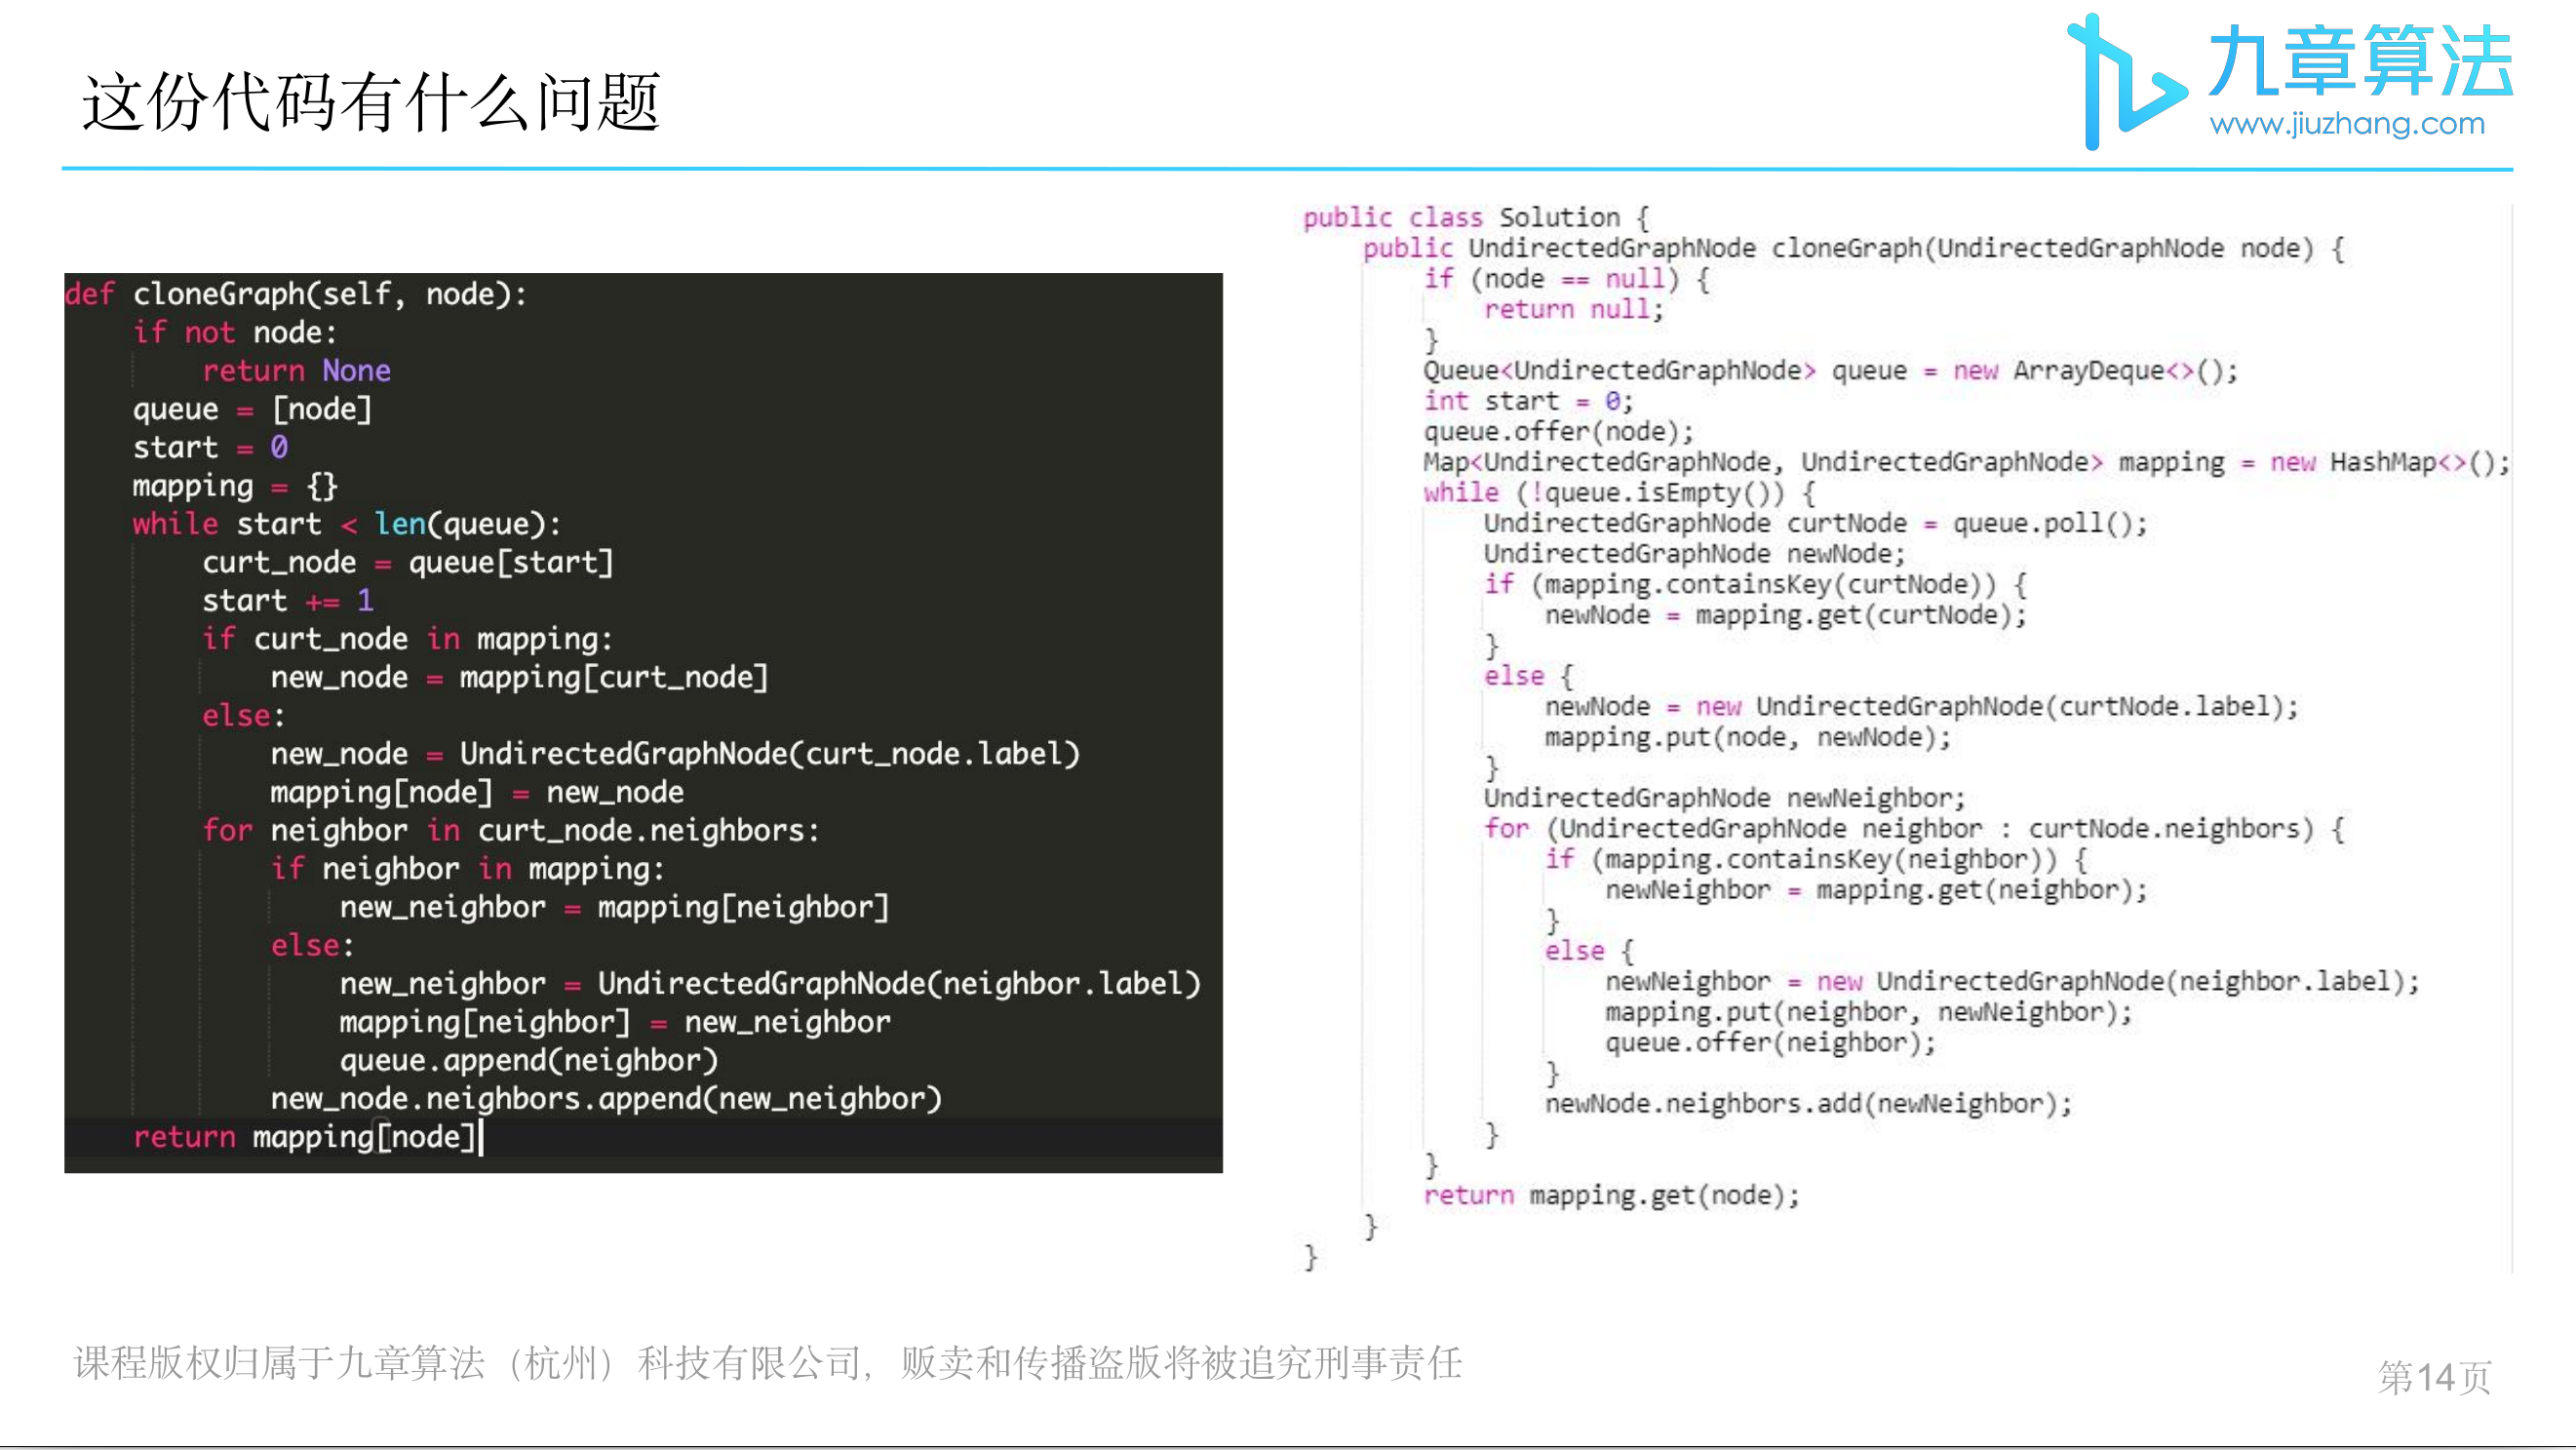 这份代码有什么问题
九章算法
www.jiuzhang.com
def cloneGraph(self, node):
    if not node:
        return None
    queue = [node]
    start = 0
    mapping = {}
    while start < len(queue):
        curt_node = queue[start]
        start += 1
        if curt_node in mapping:
            new_node = mapping[curt_node]
        else:
            new_node = UndirectedGraphNode(curt_node.label)
            mapping[node] = new_node
        for neighbor in curt_node.neighbors:
            if neighbor in mapping:
                new_neighbor = mapping[neighbor]
            else:
                new_neighbor = UndirectedGraphNode(neighbor.label)
                mapping[neighbor] = new_neighbor
                queue.append(neighbor)
            new_node.neighbors.append(new_neighbor)
    return mapping[node]
public class Solution {
    public UndirectedGraphNode cloneGraph(UndirectedGraphNode node) {
        if (node == null) {
            return null;
        }
        Queue<UndirectedGraphNode> queue = new ArrayDeque<>();
        int start = 0;
        queue.offer(node);
        Map<UndirectedGraphNode, UndirectedGraphNode> mapping = new HashMap<>();
        while (!queue.isEmpty()) {
            UndirectedGraphNode curtNode = queue.poll();
            UndirectedGraphNode newNode;
            if (mapping.containsKey(curtNode)) {
                newNode = mapping.get(curtNode);
            }
            else {
                newNode = new UndirectedGraphNode(curtNode.label);
                mapping.put(node, newNode);
            }
            UndirectedGraphNode newNeighbor;
            for (UndirectedGraphNode neighbor : curtNode.neighbors) {
                if (mapping.containsKey(neighbor)) {
                    newNeighbor = mapping.get(neighbor);
                }
                else {
                    newNeighbor = new UndirectedGraphNode(neighbor.label);
                    mapping.put(neighbor, newNeighbor);
                    queue.offer(neighbor);
                }
                newNode.neighbors.add(newNeighbor);
            }
        }
        return mapping.get(node);
    }
}
课程版权归属于九章算法（杭州）科技有限公司，贩卖和传播盗版将被追究刑事责任
第14页